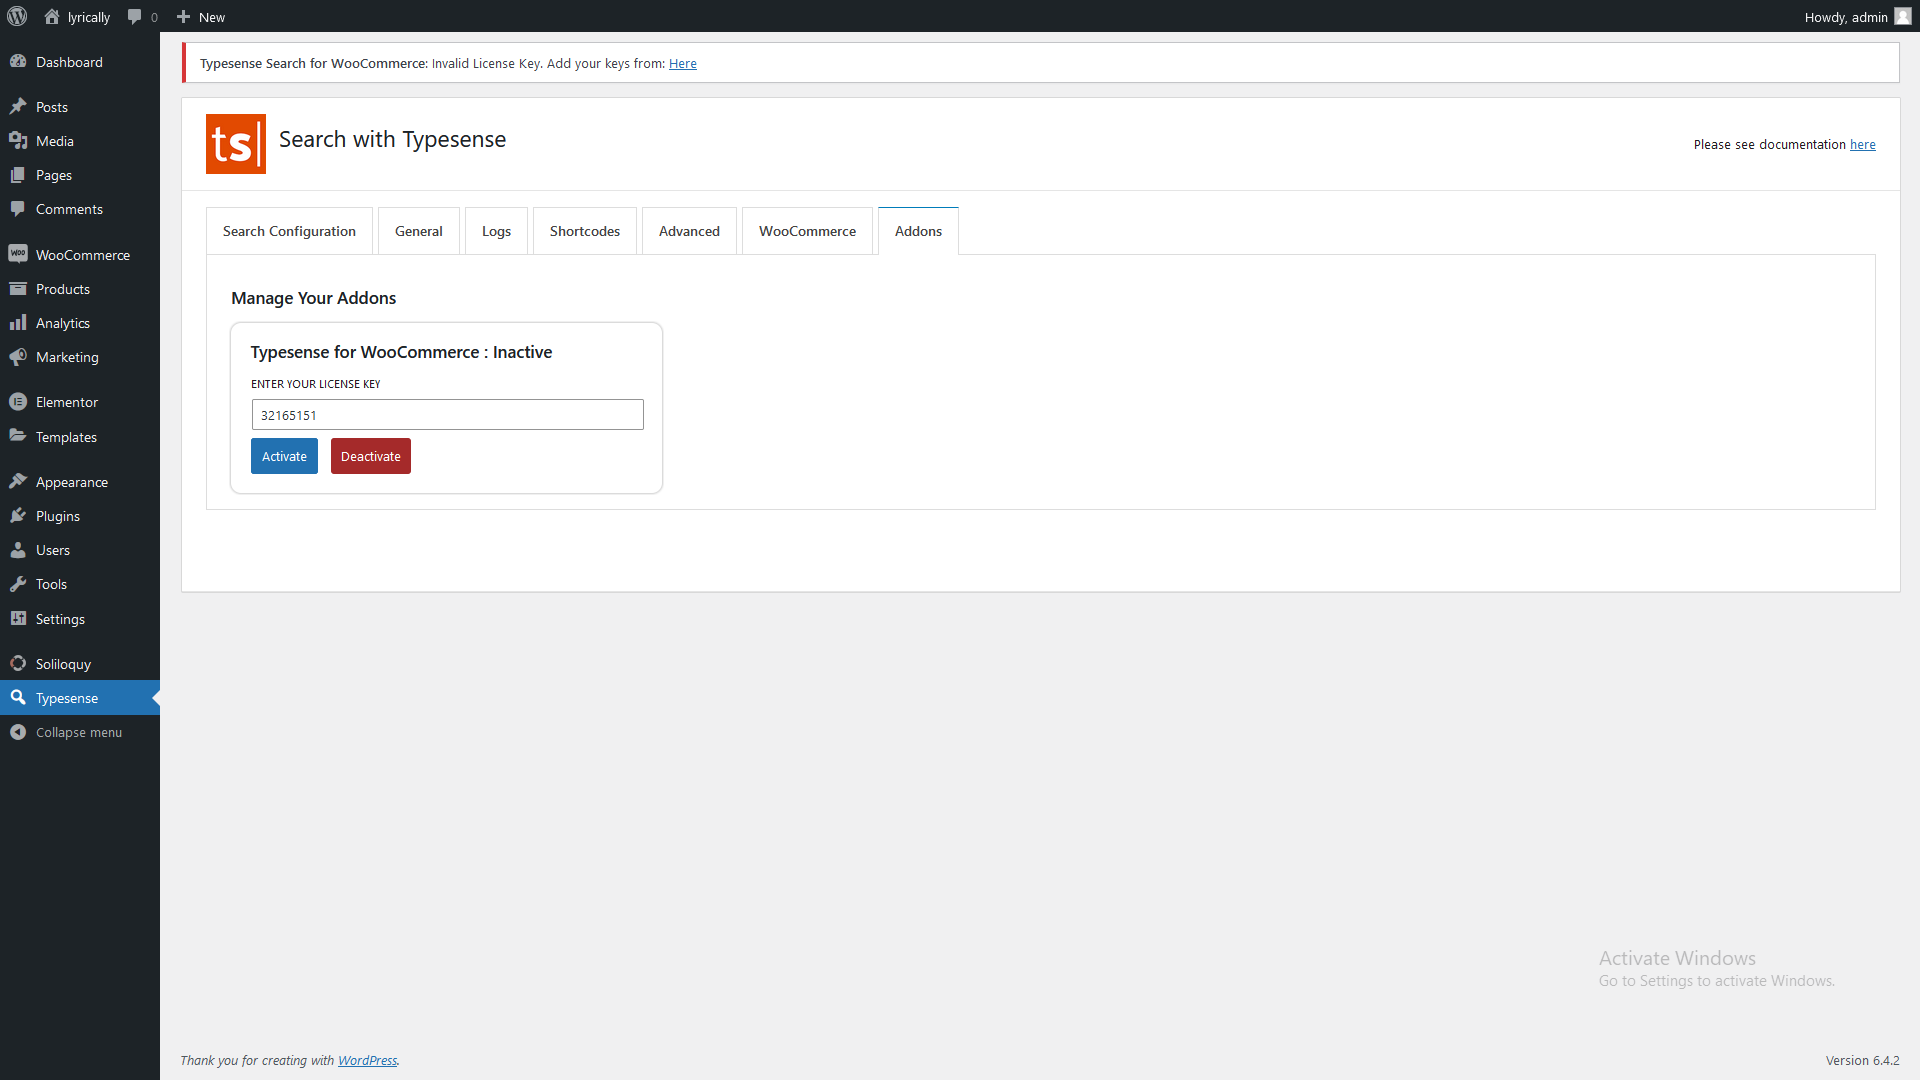 lyrically
0
New
Howdy, admin
Dashboard
Posts
Media
Pages
Comments
WooCommerce
Products
Analytics
Marketing
Elementor
Templates
Appearance
Plugins
Users
Tools
Settings
Soliloquy
Typesense
Collapse menu
Typesense Search for WooCommerce: Invalid License Key. Add your keys from: Here
ts
Search with Typesense
Please see documentation here
Search Configuration
General
Logs
Shortcodes
Advanced
WooCommerce
Addons
Manage Your Addons
Typesense for WooCommerce : Inactive
ENTER YOUR LICENSE KEY
32165151
Activate
Deactivate
Activate Windows
Go to Settings to activate Windows.
Thank you for creating with WordPress.
Version 6.4.2